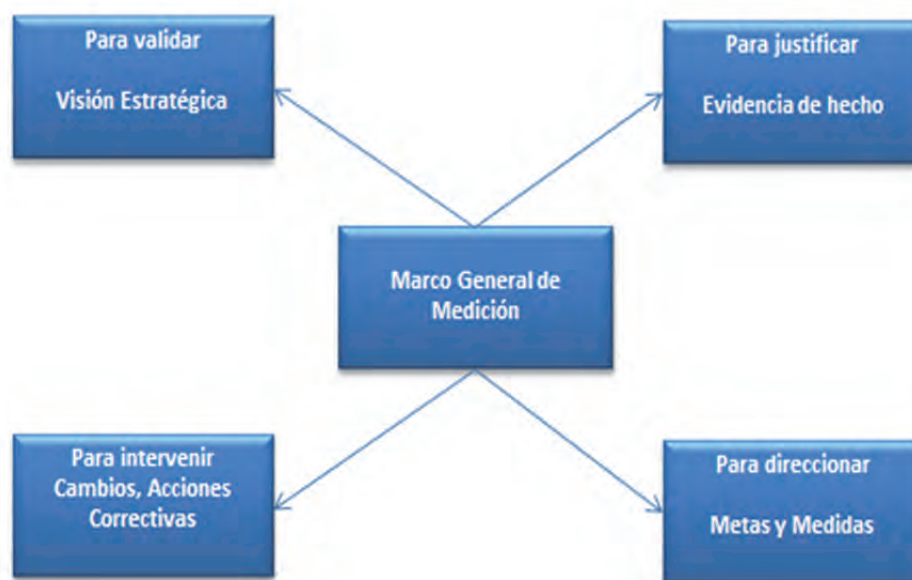 Para validar
Visión Estratégica
Para justificar
Evidencia de hecho
Marco General de
Medición
Para intervenir
Cambios, Acciones
Correctivas
Para direccionar
Metas y Medidas